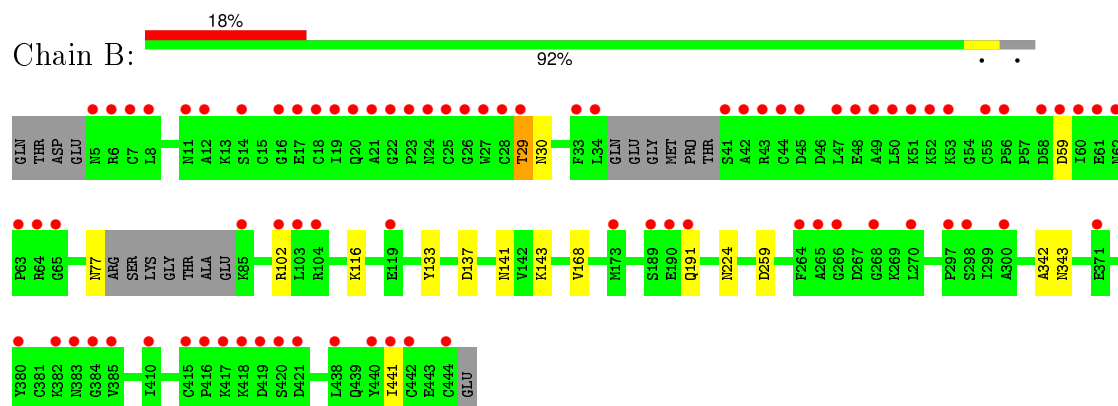 18%
Chain B:
92%
• •
GLN THR ASP GLU N5 R6 C7 L8 N11 A12 K13 S14 C15 G16 E17 C18 I19 Q20 A21 G22 P23 N24 C25 G26 W27 C28 T29 N30 F33 L34 GLN GLU GLY MET PRO THR S41 A42 R43 C44 D45 D46 L47 E48 A49 L50 K51 K52 K53 G54 C55 P56 P57 D58 D59 I60 E61 N62
P63 R64 G65 N77 ARG SER LYS GLY THR ALA GLU K85 R102 L103 R104 K116 E119 Y133 D137 N141 V142 K143 V168 M173 S189 E190 Q191 N224 D259 F264 A265 G266 D267 G268 K269 L270 P297 S298 I299 A300 A342 N343 E371
Y380 C381 K382 N383 G384 V385 I410 C415 P416 K417 K418 D419 S420 D421 L438 Q439 Y440 I441 C442 E443 C444 GLU